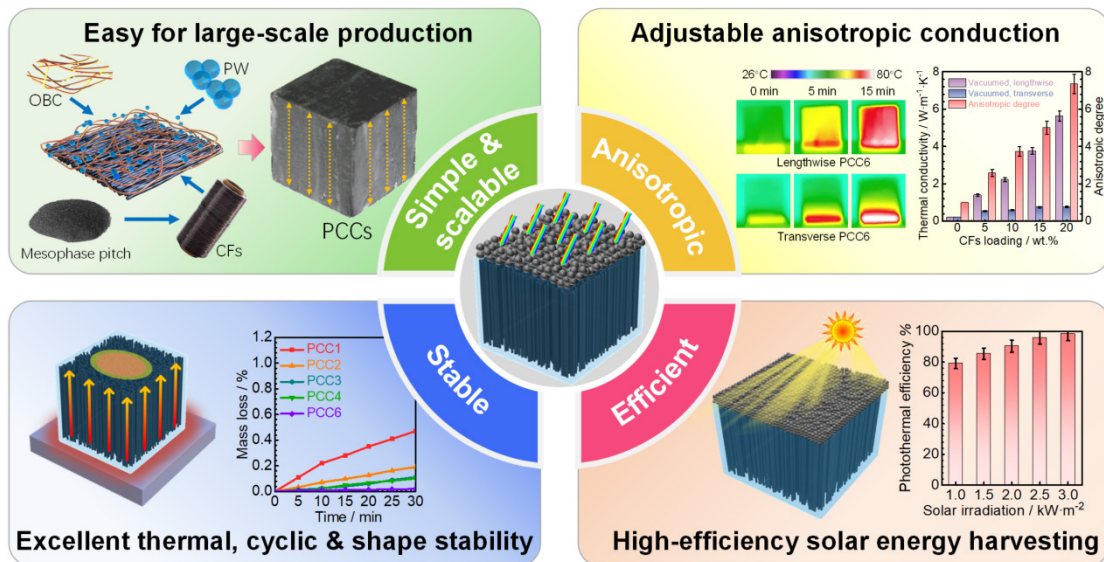 Easy for large-scale production
OBC
PW
Mesophase pitch
CFs
PCCs
Adjustable anisotropic conduction
26°C
80°C
0 min
5 min
15 min
Lengthwise PCC6
Transverse PCC6
Thermal conductivity / W·m⁻¹·K⁻¹
8
6
4
2
0
Vacuumed, lengthwise
Vacuumed, transverse
Anisotropic degree
8
6
4
2
0
Anisotropic degree
0 5 10 15 20
CFs loading / wt.%
Simple &
scalable
Anisotropic
Stable
Efficient
Mass loss / %
1.2
1.0
0.8
0.6
0.4
0.2
0.0
PCC1
PCC2
PCC3
PCC4
PCC6
0 5 10 15 20 25 30
Time / min
Excellent thermal, cyclic & shape stability
Photothermal efficiency %
100
80
60
40
20
0
1.0 1.5 2.0 2.5 3.0
Solar irradiation / kW·m⁻²
High-efficiency solar energy harvesting